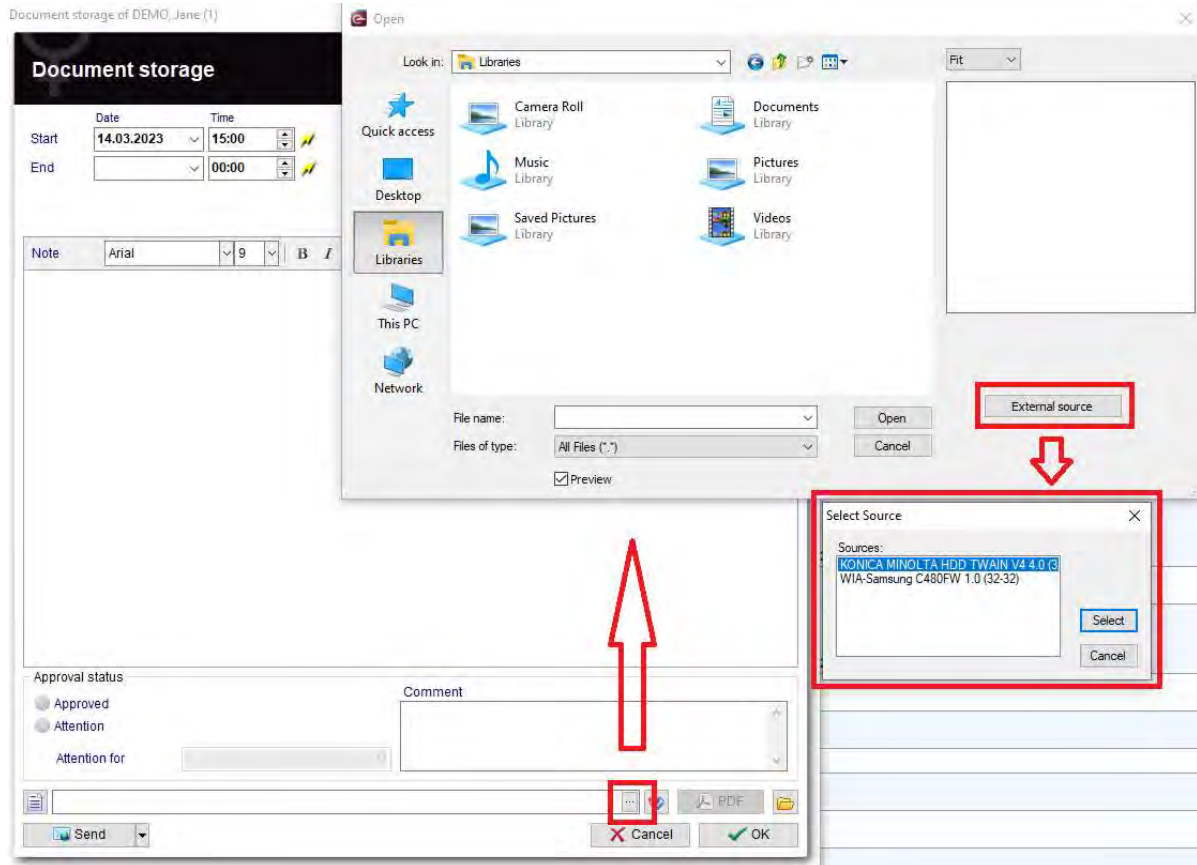 Document storage of DEMO, Jane (1)
Document storage
Date Time
Start 14.03.2023 15:00
End 00:00
Note Arial 9 B I
Approval status
Approved
Attention
Attention for
Comment
PDF
Send Cancel OK
Open
Look in: Libraries
Fit
Quick access
Desktop
Libraries
This PC
Network
Camera Roll
Library
Documents
Library
Music
Library
Pictures
Library
Saved Pictures
Library
Videos
Library
File name: Open
Files of type: All Files (*.*) Cancel
Preview
External source
Select Source
Sources:
KONICA MINOLTA HDD TWAIN V4 4.0 (3
WIA-Samsung C480FW 1.0 (32-32)
Select
Cancel